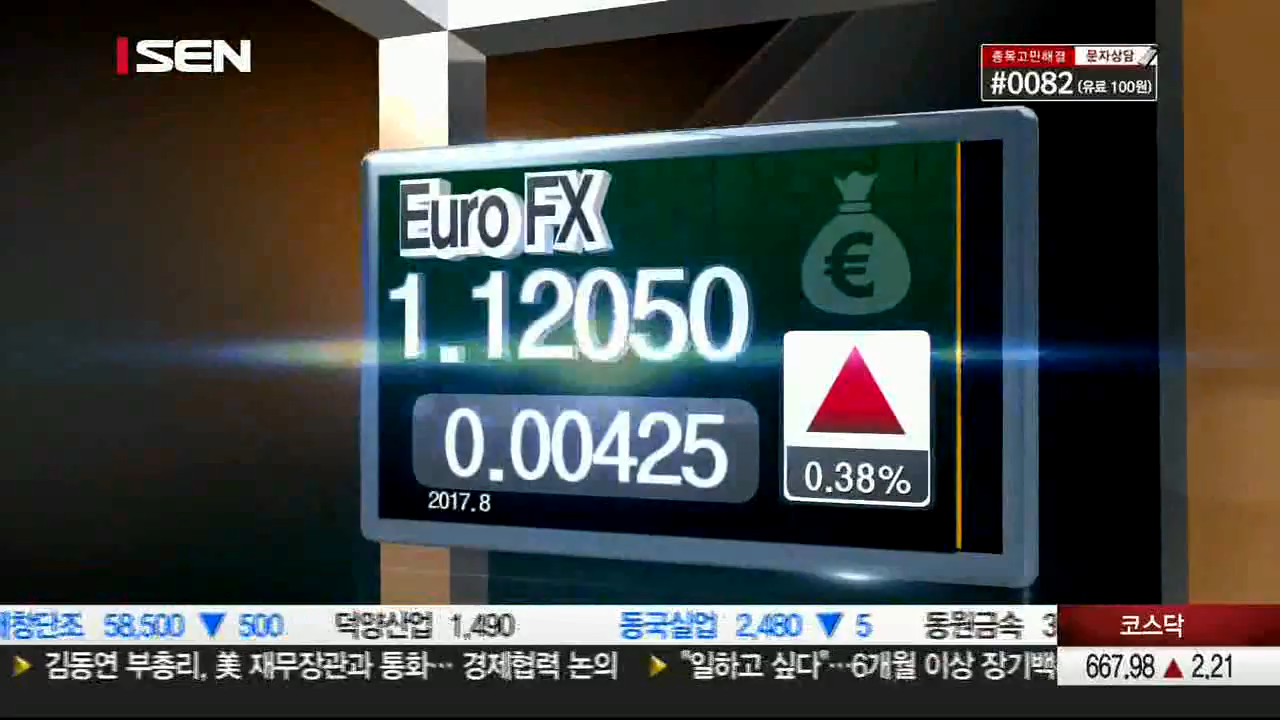 SEN
종목고민해결 문자상담
#0082 (유료 100원)
Euro FX
€
1.12050
0.00425
0.38%
2017.8
58,500 ▼ 500 덕양산업 1,490 동국실업 2,480 ▼ 5 동원금속 3
코스닥
김동연 부총리, 美 재무장관과 통화… 경제협력 논의 "일하고 싶다"…6개월 이상 장기백
667.98 ▲ 2.21